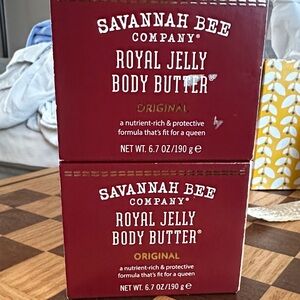 SAVANNAH BEE
COMPANY®
ROYAL JELLY
BODY BUTTER®
ORIGINAL
a nutrient-rich & protective
formula that's fit for a queen
NET WT. 6.7 OZ/190 g ℮
SAVANNAH BEE
COMPANY®
ROYAL JELLY
BODY BUTTER®
ORIGINAL
a nutrient-rich & protective
formula that's fit for a queen
NET WT. 6.7 OZ/190 g ℮